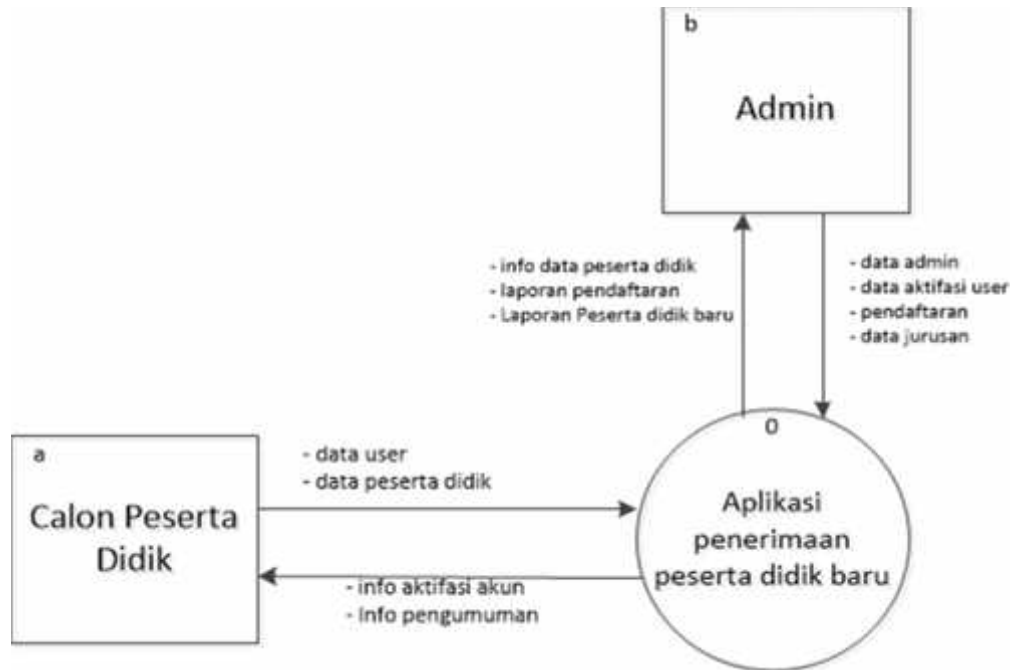 b
Admin
- info data peserta didik
- laporan pendaftaran
- Laporan Peserta didik baru
- data admin
- data aktifasi user
- pendaftaran
- data jurusan
a
Calon Peserta
Didik
- data user
- data peserta didik
- info aktifasi akun
- Info pengumuman
0
Aplikasi
penerimaan
peserta didik baru